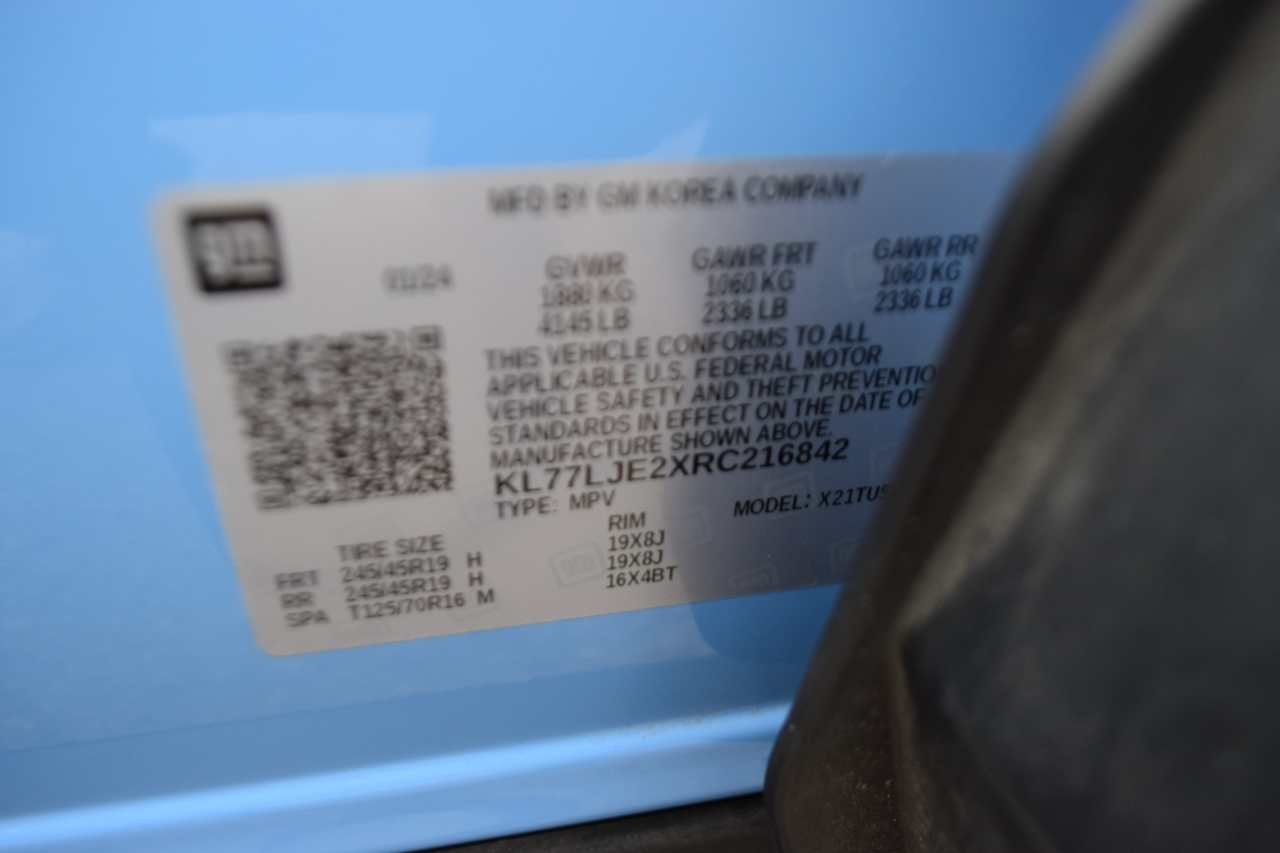 gm
MFD BY GM KOREA COMPANY
01/24
GVWR GAWR FRT GAWR RR
1880 KG 1060 KG 1060 KG
4145 LB 2336 LB 2336 LB
THIS VEHICLE CONFORMS TO ALL
APPLICABLE U.S. FEDERAL MOTOR
VEHICLE SAFETY AND THEFT PREVENTIO
STANDARDS IN EFFECT ON THE DATE OF
MANUFACTURE SHOWN ABOVE.
KL77LJE2XRC216842
TYPE: MPV MODEL: X21TU5
TIRE SIZE RIM
FRT 245/45R19 H 19X8J
RR 245/45R19 H 19X8J
SPA T125/70R16 M 16X4BT